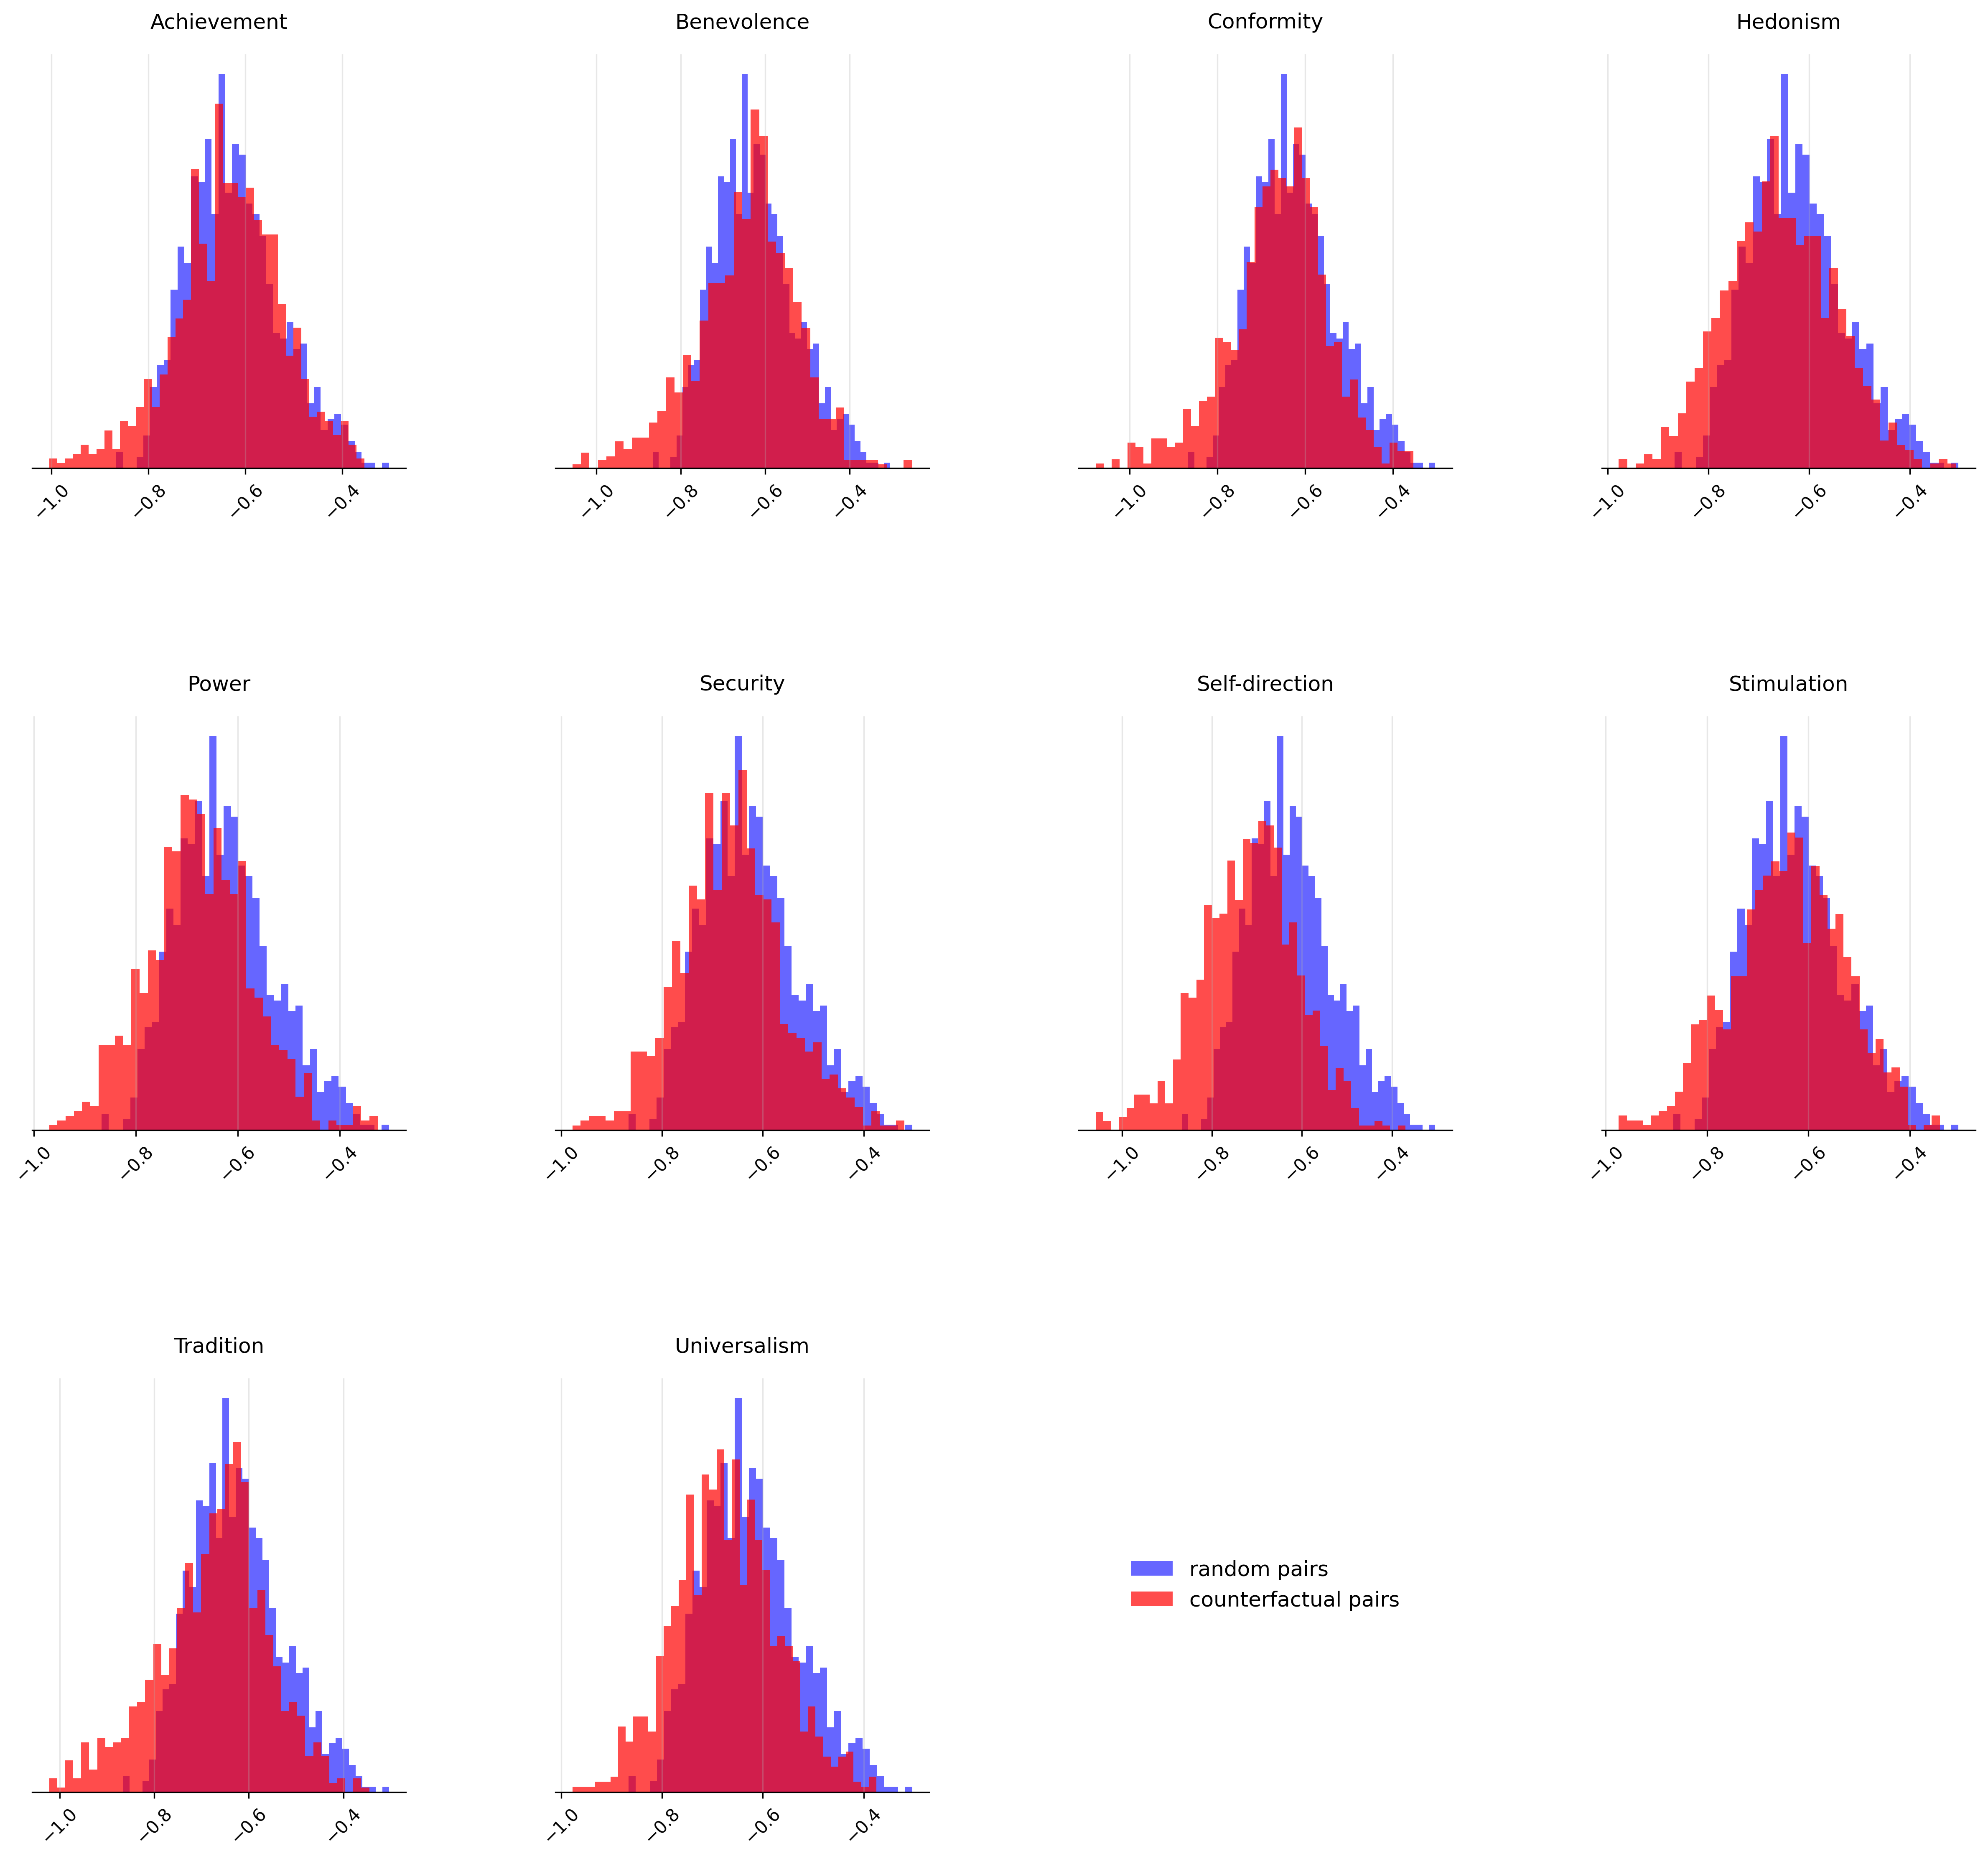 Achievement Benevolence Conformity Hedonism
−1.0 −0.8 −0.6 −0.4 −1.0 −0.8 −0.6 −0.4 −1.0 −0.8 −0.6 −0.4 −1.0 −0.8 −0.6 −0.4
Power Security Self-direction Stimulation
−1.0 −0.8 −0.6 −0.4 −1.0 −0.8 −0.6 −0.4 −1.0 −0.8 −0.6 −0.4 −1.0 −0.8 −0.6 −0.4
Tradition Universalism
random pairs
counterfactual pairs
−1.0 −0.8 −0.6 −0.4 −1.0 −0.8 −0.6 −0.4